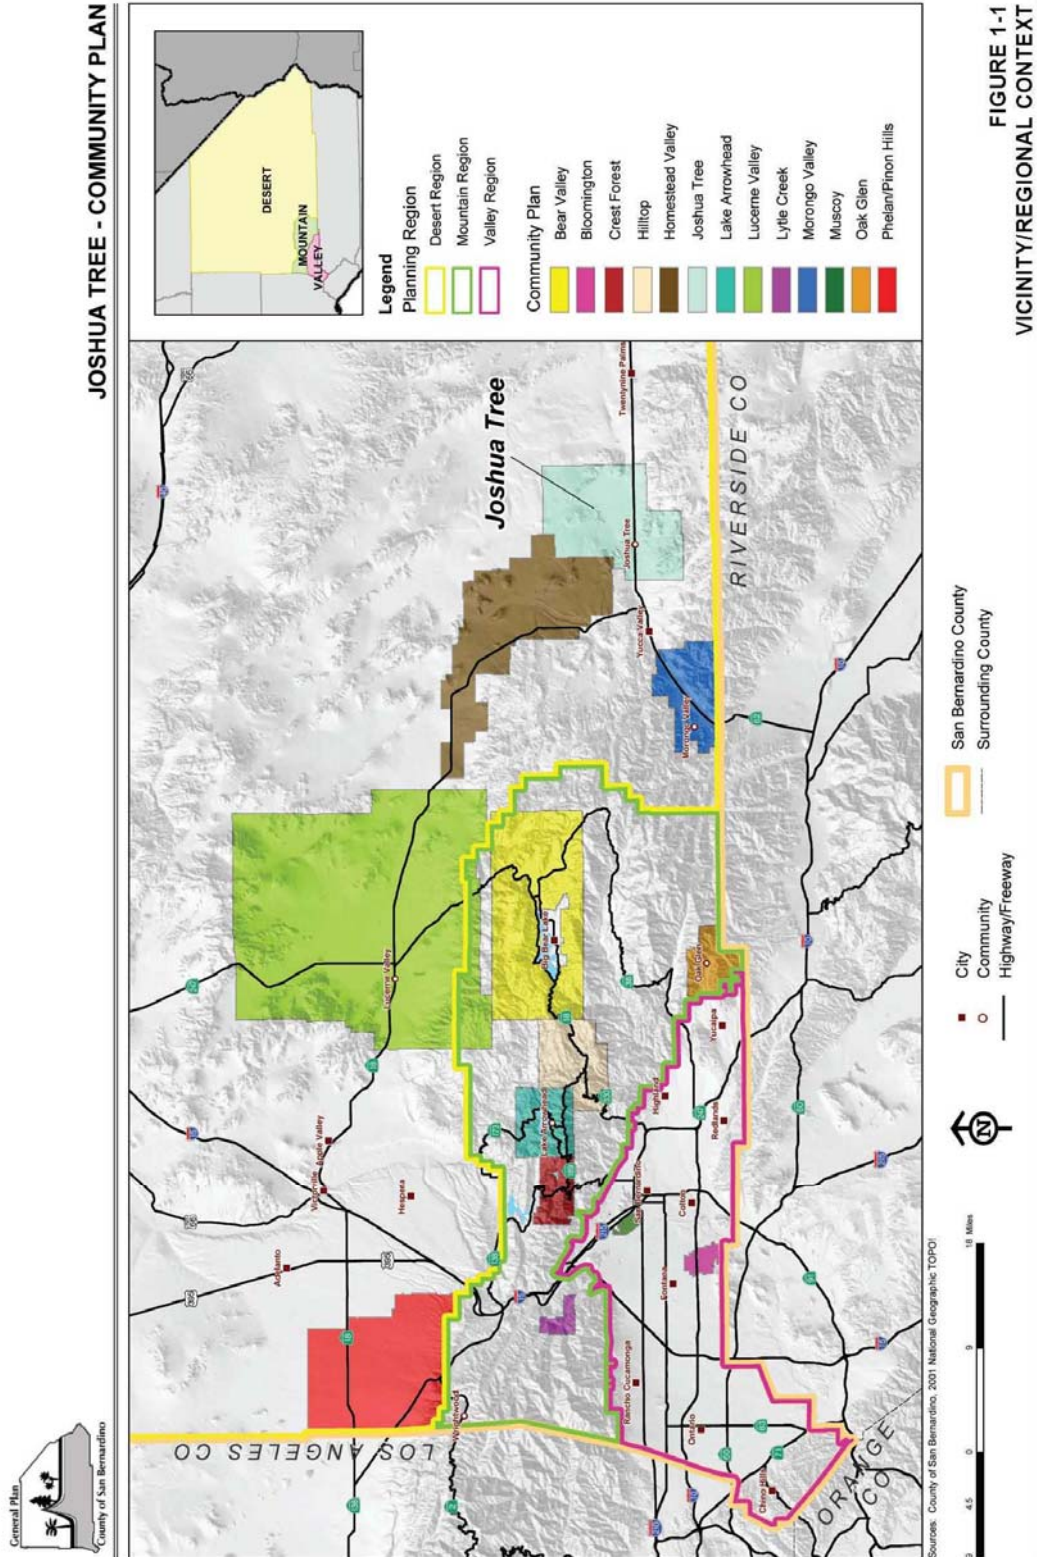 General Plan
County of San Bernardino
JOSHUA TREE - COMMUNITY PLAN
DESERT
MOUNTAIN
VALLEY
Legend
Planning Region
Desert Region
Mountain Region
Valley Region
Community Plan
Bear Valley
Bloomington
Crest Forest
Hilltop
Homestead Valley
Joshua Tree
Lake Arrowhead
Lucerne Valley
Lytle Creek
Morongo Valley
Muscoy
Oak Glen
Phelan/Pinon Hills
Joshua Tree
Twentynine Palms
Joshua Tree
Yucca Valley
Morongo Valley
RIVERSIDE CO
Lucerne Valley
Big Bear Lake
Oak Glen
Yucaipa
Apple Valley
Victorville
Hesperia
Adelanto
395
395
Lake Arrowhead
Highland
Redlands
San Bernardino
Colton
Fontana
Rancho Cucamonga
Ontario
Chino Hills
Wrightwood
LOS ANGELES CO
ORANGE
CO
City
Community
Highway/Freeway
San Bernardino County
Surrounding County
N
Sources: County of San Bernardino, 2001 National Geographic TOPO!
9 4.5 0 9 18 Miles
FIGURE 1-1
VICINITY/REGIONAL CONTEXT